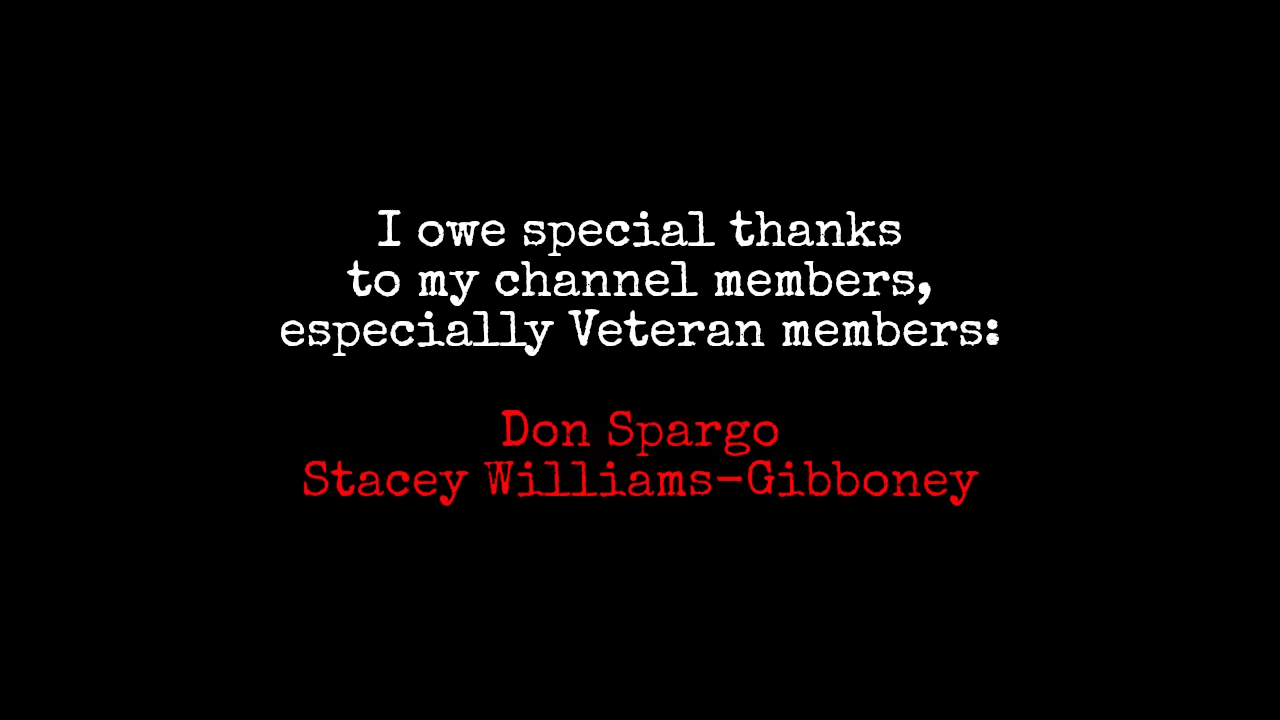 I owe special thanks
to my channel members,
especially Veteran members:
Don Spargo
Stacey Williams-Gibboney